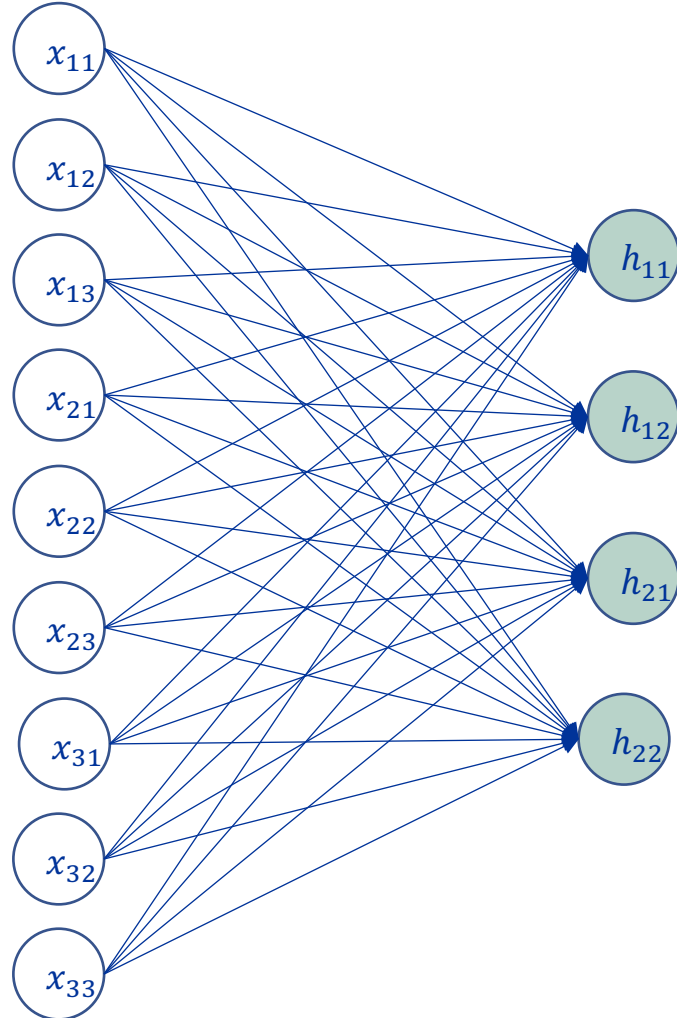 x₁₁
x₁₂
x₁₃
x₂₁
x₂₂
x₂₃
x₃₁
x₃₂
x₃₃
h₁₁
h₁₂
h₂₁
h₂₂